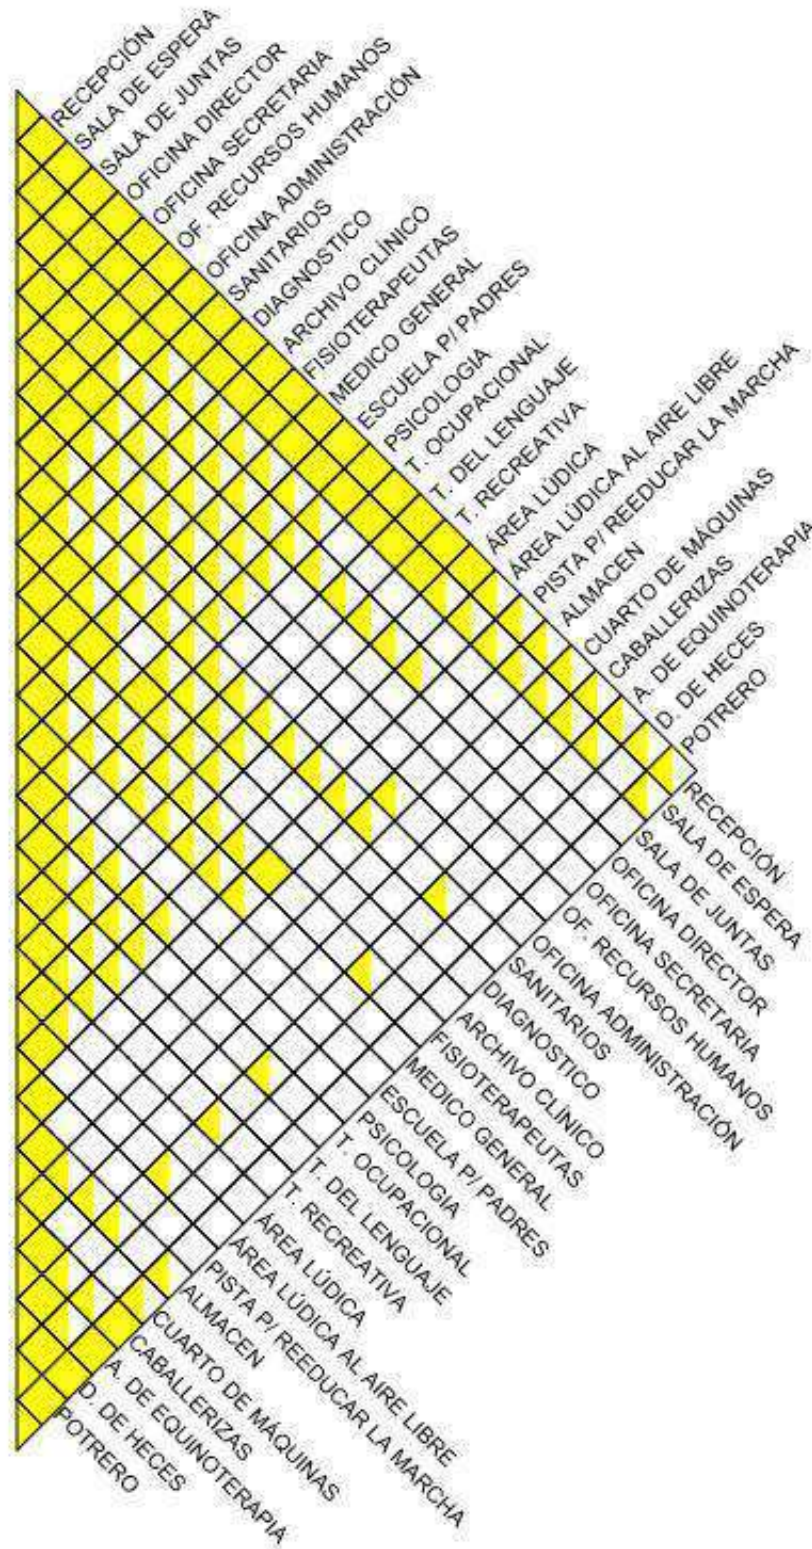 RECEPCIÓN
SALA DE ESPERA
SALA DE JUNTAS
OFICINA DIRECTOR
OFICINA SECRETARIA
OF. RECURSOS HUMANOS
OFICINA ADMINISTRACIÓN
SANITARIOS
DIAGNOSTICO
ARCHIVO CLÍNICO
FISIOTERAPEUTAS
MEDICO GENERAL
ESCUELA P/ PADRES
PSICOLOGIA
T. OCUPACIONAL
T. DEL LENGUAJE
T. RECREATIVA
ÁREA LÚDICA
ÁREA LÚDICA AL AIRE LIBRE
PISTA P/ REEDUCAR LA MARCHA
ALMACEN
CUARTO DE MÁQUINAS
CABALLERIZAS
A. DE EQUINOTERAPIA
D. DE HECES
POTRERO
RECEPCIÓN
SALA DE ESPERA
SALA DE JUNTAS
OFICINA DIRECTOR
OFICINA SECRETARIA
OF. RECURSOS HUMANOS
OFICINA ADMINISTRACIÓN
SANITARIOS
DIAGNOSTICO
ARCHIVO CLÍNICO
FISIOTERAPEUTAS
MEDICO GENERAL
ESCUELA P/ PADRES
PSICOLOGIA
T. OCUPACIONAL
T. DEL LENGUAJE
T. RECREATIVA
ÁREA LÚDICA
ÁREA LÚDICA AL AIRE LIBRE
PISTA P/ REEDUCAR LA MARCHA
ALMACEN
CUARTO DE MÁQUINAS
CABALLERIZAS
A. DE EQUINOTERAPIA
D. DE HECES
POTRERO